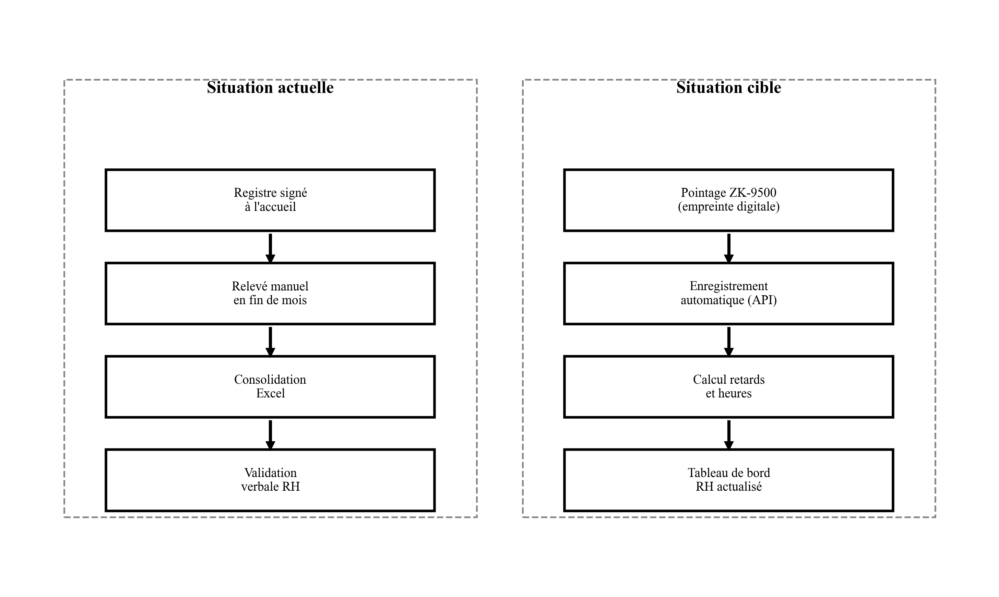 Situation actuelle
Registre signé
à l'accueil
Relevé manuel
en fin de mois
Consolidation
Excel
Validation
verbale RH
Situation cible
Pointage ZK-9500
(empreinte digitale)
Enregistrement
automatique (API)
Calcul retards
et heures
Tableau de bord
RH actualisé